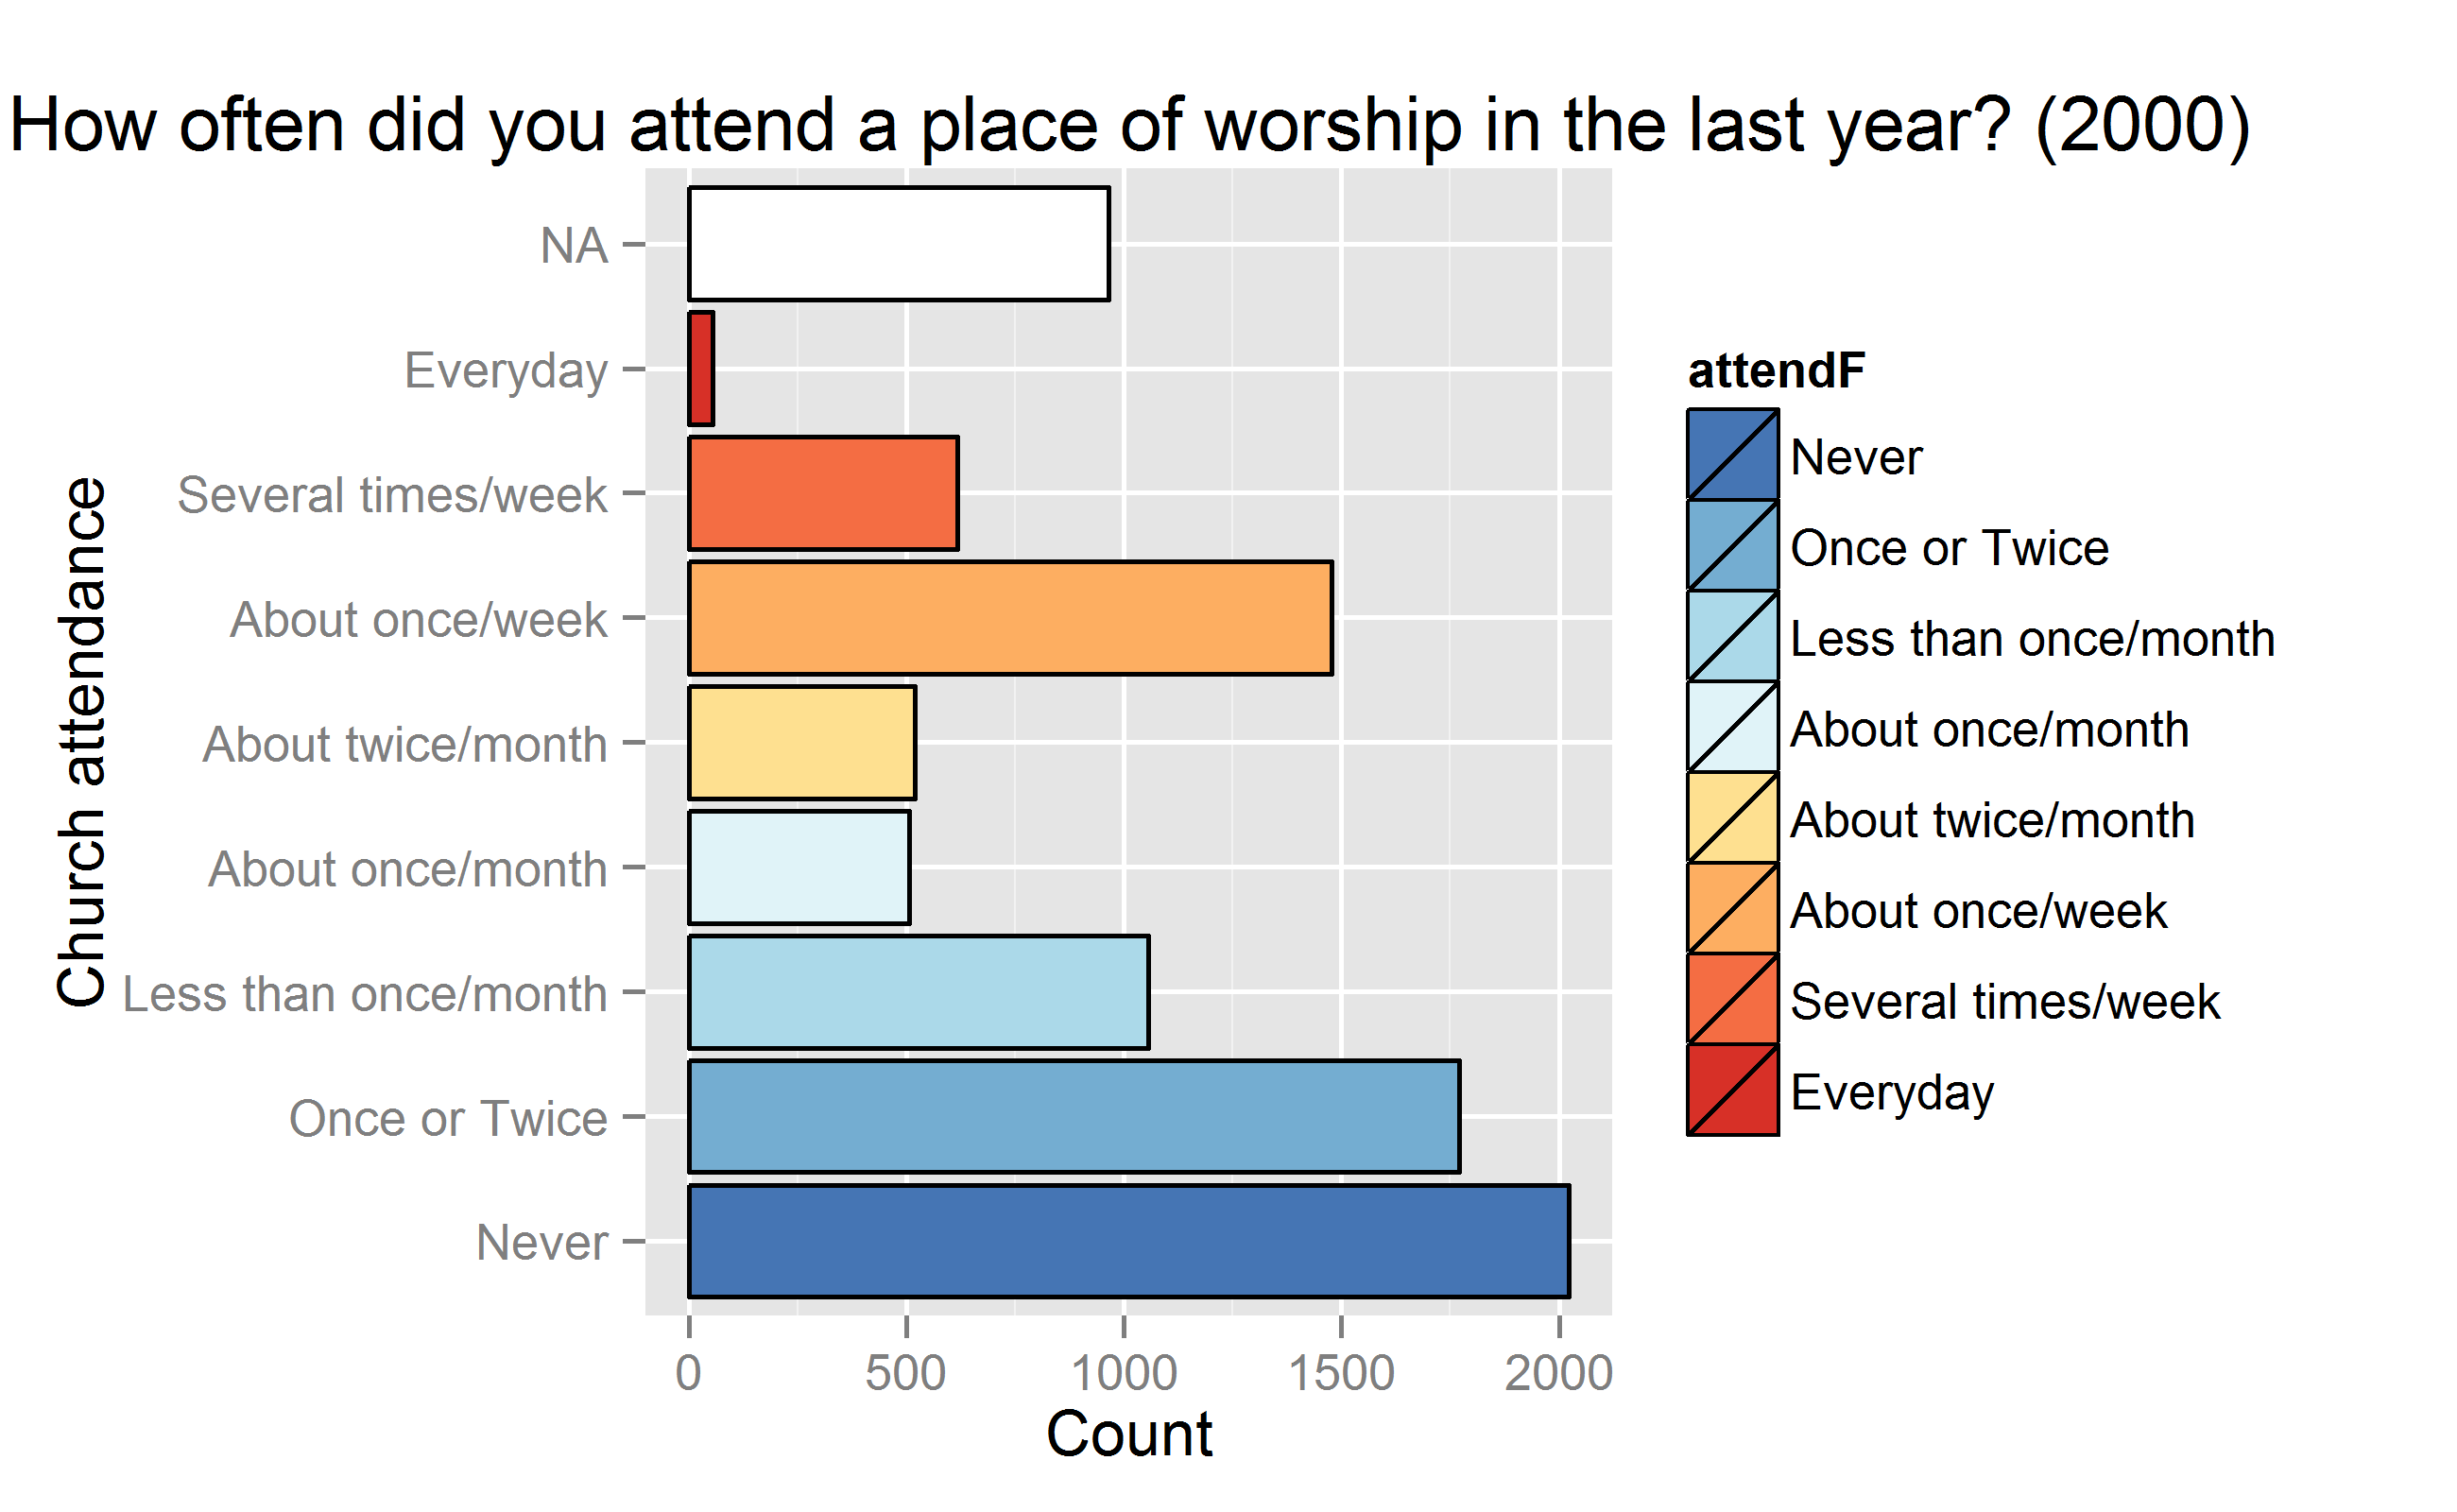 How often did you attend a place of worship in the last year? (2000)
Church attendance
NA
Everyday
Several times/week
About once/week
About twice/month
About once/month
Less than once/month
Once or Twice
Never
0 500 1000 1500 2000
Count
attendF
Never
Once or Twice
Less than once/month
About once/month
About twice/month
About once/week
Several times/week
Everyday